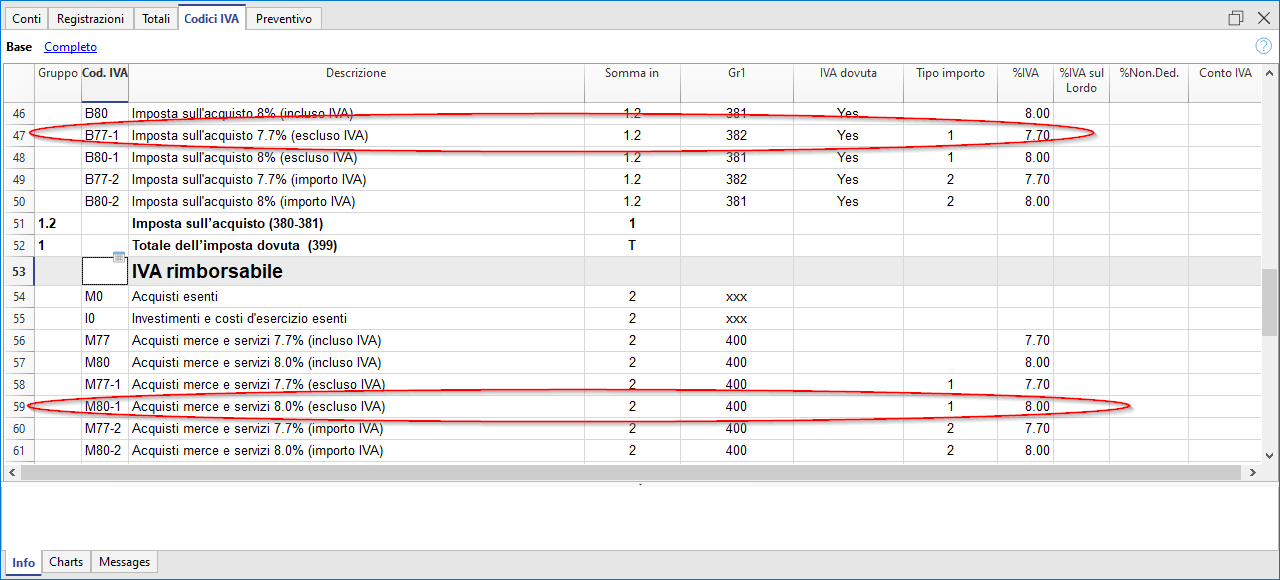 Conti Registrazioni Totali Codici IVA Preventivo
Base Completo
Gruppo Cod. IVA Descrizione Somma in Gr1 IVA dovuta Tipo importo %IVA %IVA sul Lordo %Non.Ded. Conto IVA
46 B80 Imposta sull'acquisto 8% (incluso IVA) 1.2 381 Yes 8.00
47 B77-1 Imposta sull'acquisto 7.7% (escluso IVA) 1.2 382 Yes 1 7.70
48 B80-1 Imposta sull'acquisto 8% (escluso IVA) 1.2 381 Yes 1 8.00
49 B77-2 Imposta sull'acquisto 7.7% (importo IVA) 1.2 382 Yes 2 7.70
50 B80-2 Imposta sull'acquisto 8% (importo IVA) 1.2 381 Yes 2 8.00
51 1.2 Imposta sull’acquisto (380-381) 1
52 1 Totale dell’imposta dovuta (399) T
53 IVA rimborsabile
54 M0 Acquisti esenti 2 xxx
55 I0 Investimenti e costi d'esercizio esenti 2 xxx
56 M77 Acquisti merce e servizi 7.7% (incluso IVA) 2 400 7.70
57 M80 Acquisti merce e servizi 8.0% (incluso IVA) 2 400 8.00
58 M77-1 Acquisti merce e servizi 7.7% (escluso IVA) 2 400 1 7.70
59 M80-1 Acquisti merce e servizi 8.0% (escluso IVA) 2 400 1 8.00
60 M77-2 Acquisti merce e servizi 7.7% (importo IVA) 2 400 2 7.70
61 M80-2 Acquisti merce e servizi 8.0% (importo IVA) 2 400 2 8.00
Info Charts Messages